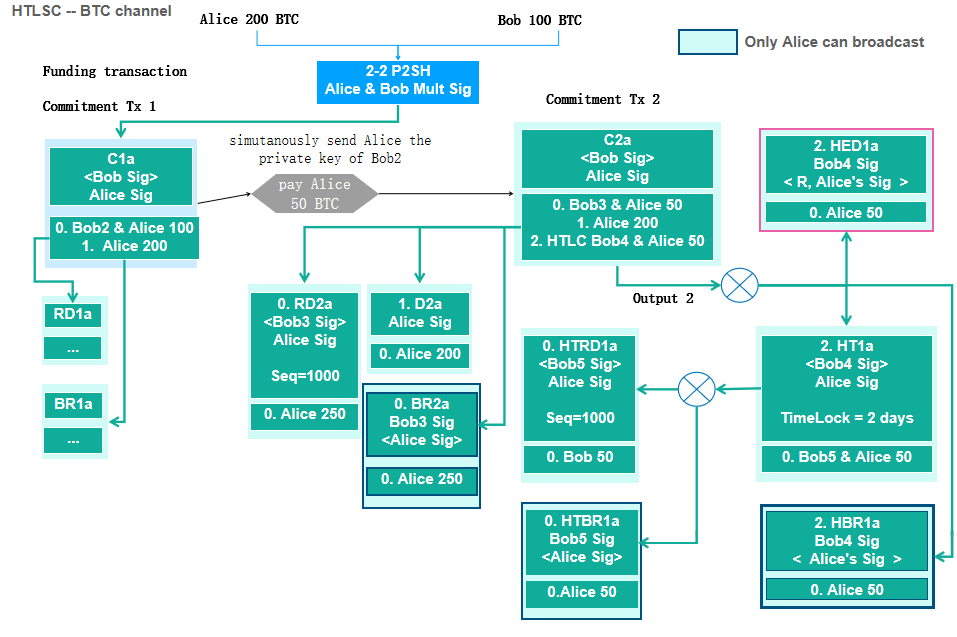 HTLSC -- BTC channel
Alice 200 BTC
Bob 100 BTC
Only Alice can broadcast
Funding transaction
2-2 P2SH
Alice & Bob Mult Sig
Commitment Tx 1
Commitment Tx 2
simutanously send Alice the
private key of Bob2
C1a
<Bob Sig>
Alice Sig
0. Bob2 & Alice 100
1. Alice 200
pay Alice
50 BTC
C2a
<Bob Sig>
Alice Sig
0. Bob3 & Alice 50
1. Alice 200
2. HTLC Bob4 & Alice 50
2. HED1a
Bob4 Sig
< R, Alice's Sig >
0. Alice 50
Output 2
RD1a
...
BR1a
...
0. RD2a
<Bob3 Sig>
Alice Sig
Seq=1000
0. Alice 250
1. D2a
Alice Sig
0. Alice 200
0. BR2a
Bob3 Sig
<Alice Sig>
0. Alice 250
0. HTRD1a
<Bob5 Sig>
Alice Sig
Seq=1000
0. Bob 50
2. HT1a
<Bob4 Sig>
Alice Sig
TimeLock = 2 days
0. Bob5 & Alice 50
0. HTBR1a
Bob5 Sig
<Alice Sig>
0.Alice 50
2. HBR1a
Bob4 Sig
< Alice's Sig >
0. Alice 50